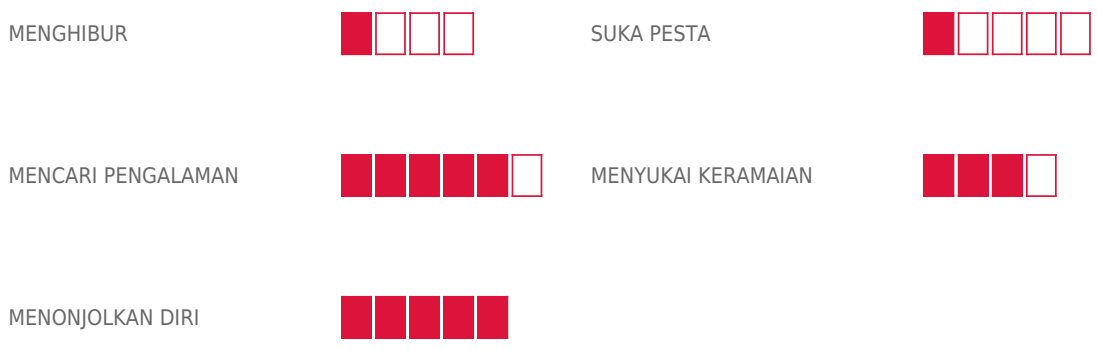 MENGHIBUR
SUKA PESTA
MENCARI PENGALAMAN
MENYUKAI KERAMAIAN
MENONJOLKAN DIRI